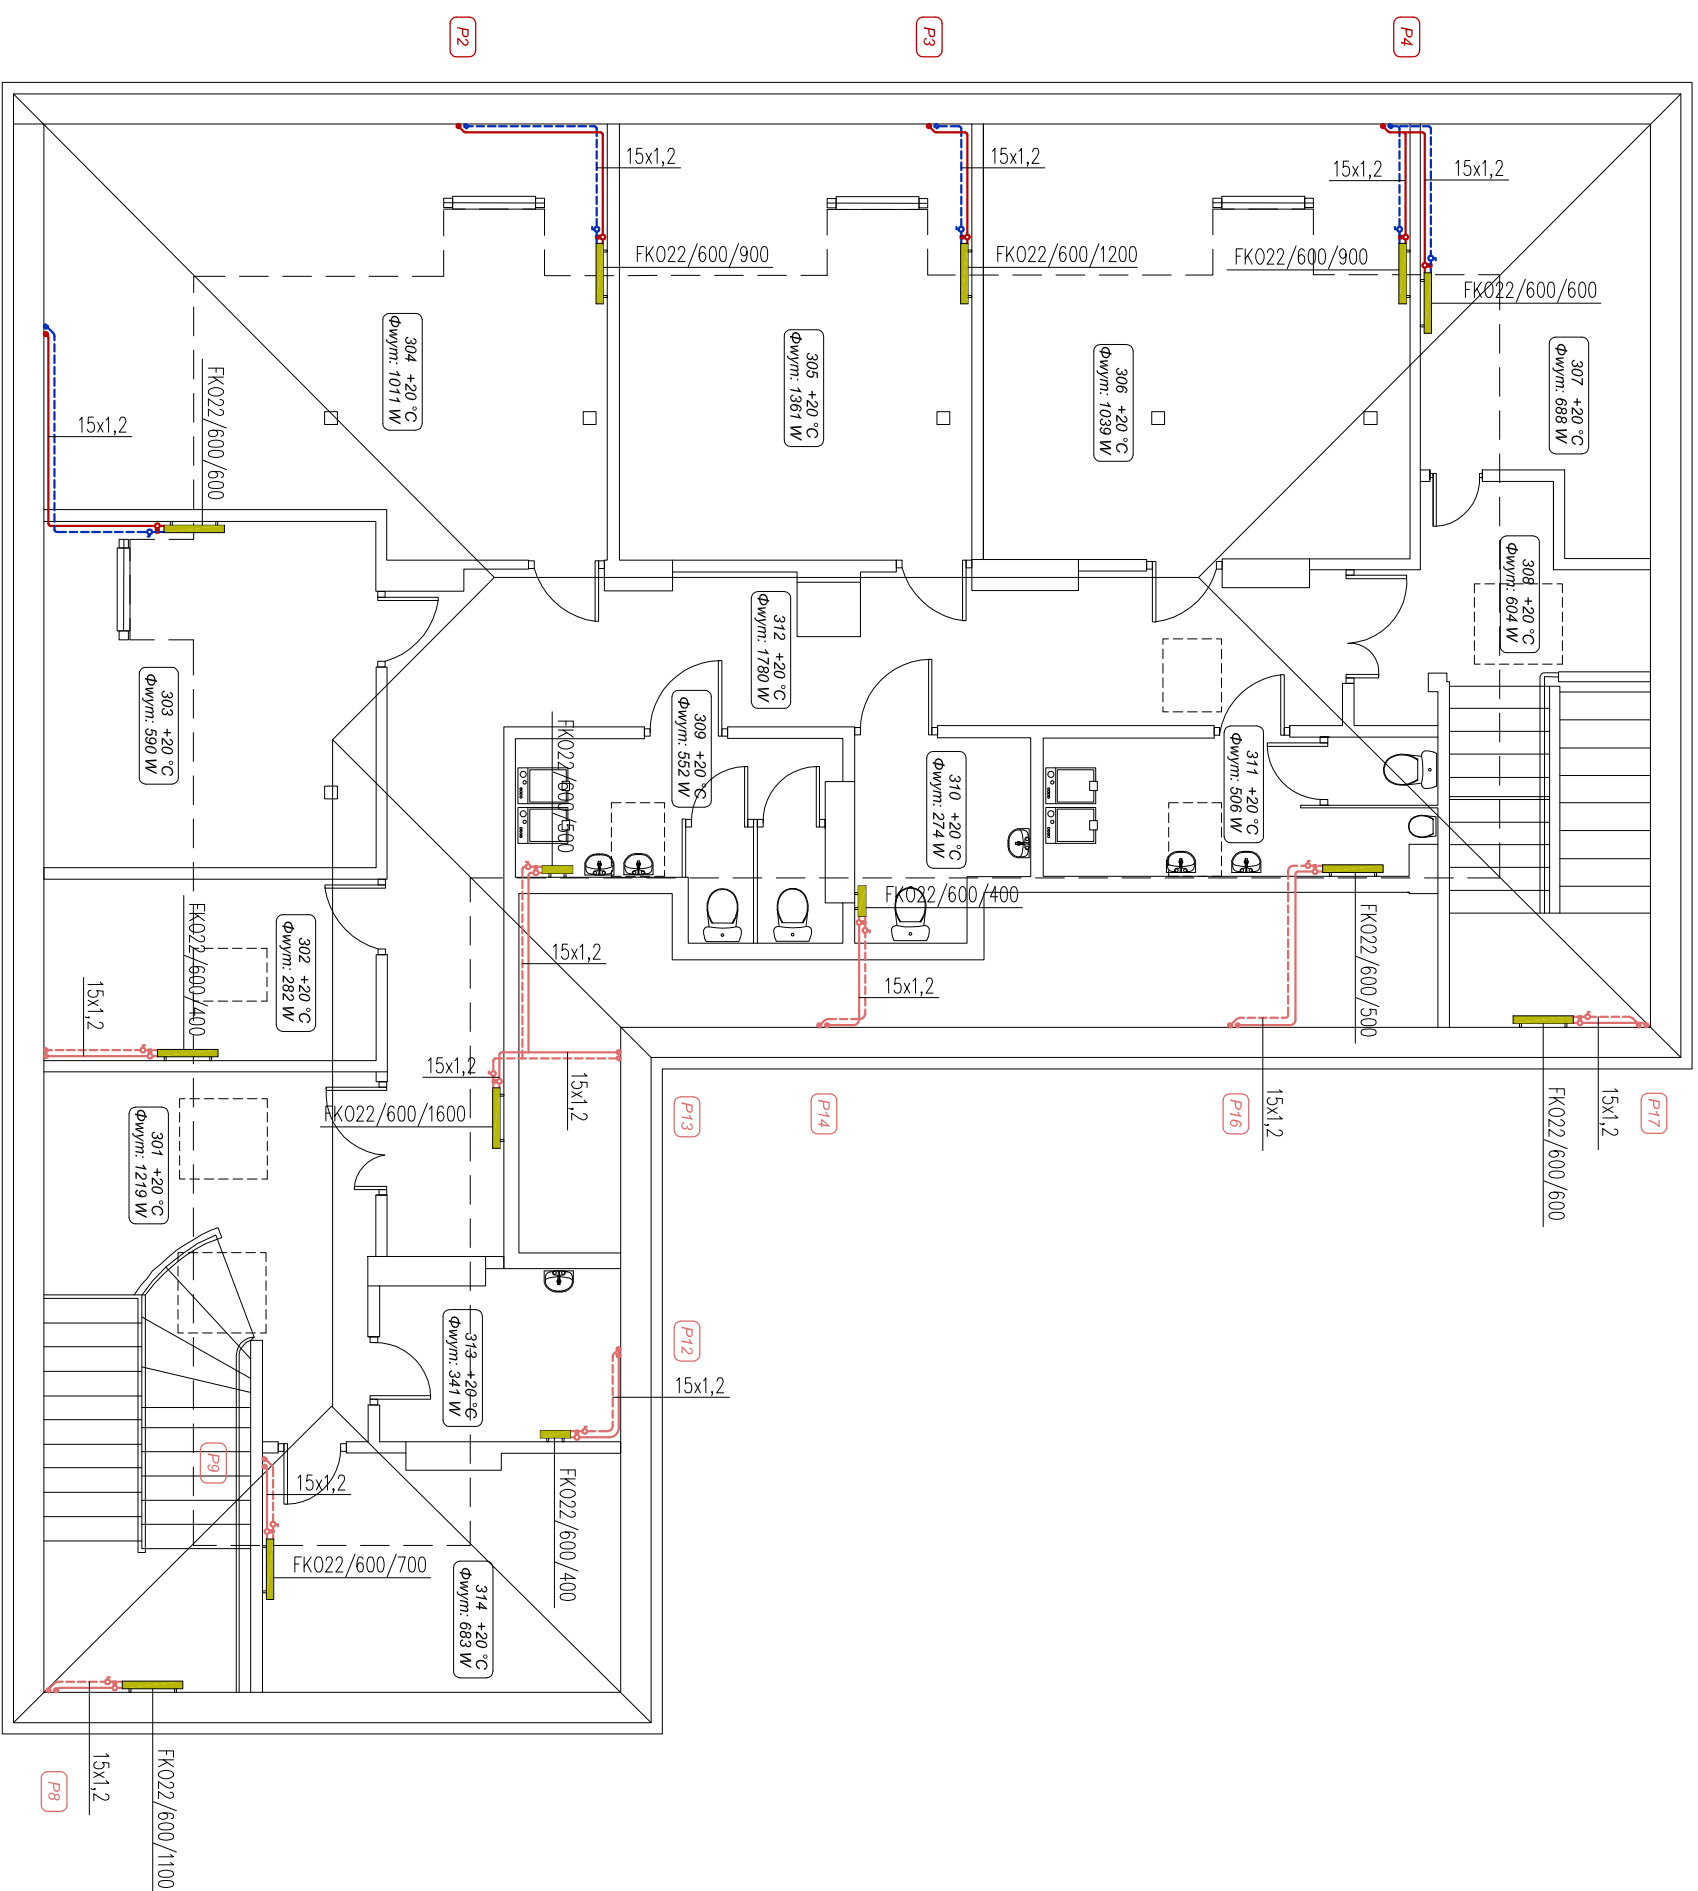 P2
P3
P4
15x1,2
15x1,2
15x1,2
15x1,2
FKO22/600/900
FKO22/600/1200
FKO22/600/900
FKO22/600/600
304 +20 °C
Φwym: 1011 W
305 +20 °C
Φwym: 1361 W
306 +20 °C
Φwym: 1039 W
307 +20 °C
Φwym: 688 W
FKO22/600/600
15x1,2
308 +20 °C
Φwym: 604 W
312 +20 °C
Φwym: 1780 W
303 +20 °C
Φwym: 590 W
309 +20 °C
Φwym: 552 W
FKO22/600/500
310 +20 °C
Φwym: 274 W
311 +20 °C
Φwym: 506 W
FKO22/600/400
FKO22/600/400
302 +20 °C
Φwym: 282 W
15x1,2
15x1,2
15x1,2
FKO22/600/500
15x1,2
15x1,2
FKO22/600/1600
P13
P14
P16
15x1,2
FKO22/600/600
15x1,2
P17
301 +20 °C
Φwym: 1219 W
313 +20 °C
Φwym: 341 W
P12
15x1,2
P9
15x1,2
FKO22/600/700
FKO22/600/400
314 +20 °C
Φwym: 683 W
P8
15x1,2
FKO22/600/1100